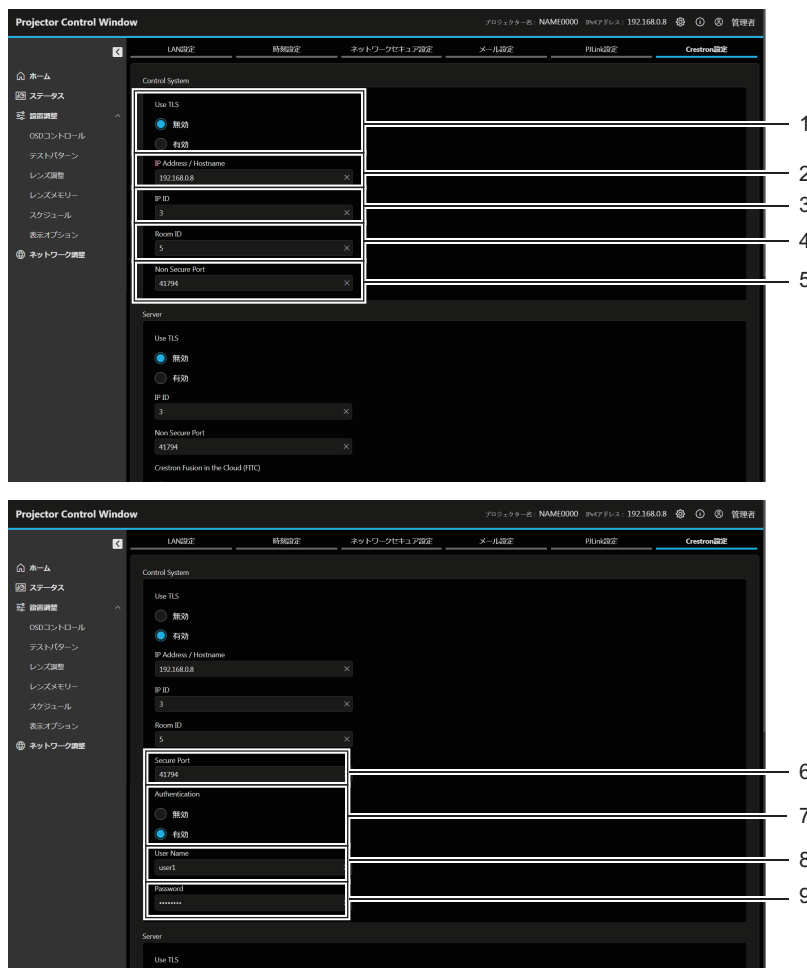 Projector Control Window
プロジェクター名: NAME0000 IPv4アドレス: 192.168.0.8 管理者
LAN設定 時刻設定 ネットワークセキュア設定 メール設定 PJLink設定 Crestron設定
ホーム
ステータス
設置調整
OSDコントロール
テストパターン
レンズ調整
レンズメモリー
スケジュール
表示オプション
ネットワーク調整
Control System
Use TLS
無効
有効
1
IP Address / Hostname
192.168.0.8
2
IP ID
3
3
Room ID
5
4
Non Secure Port
41794
5
Server
Use TLS
無効
有効
IP ID
3
Non Secure Port
41794
Crestron Fusion in the Cloud (FITC)
Projector Control Window
プロジェクター名: NAME0000 IPv4アドレス: 192.168.0.8 管理者
LAN設定 時刻設定 ネットワークセキュア設定 メール設定 PJLink設定 Crestron設定
ホーム
ステータス
設置調整
OSDコントロール
テストパターン
レンズ調整
レンズメモリー
スケジュール
表示オプション
ネットワーク調整
Control System
Use TLS
無効
有効
IP Address / Hostname
192.168.0.8
IP ID
3
Room ID
5
Secure Port
41794
6
Authentication
無効
有効
7
User Name
user1
8
Password
••••••••
9
Server
Use TLS